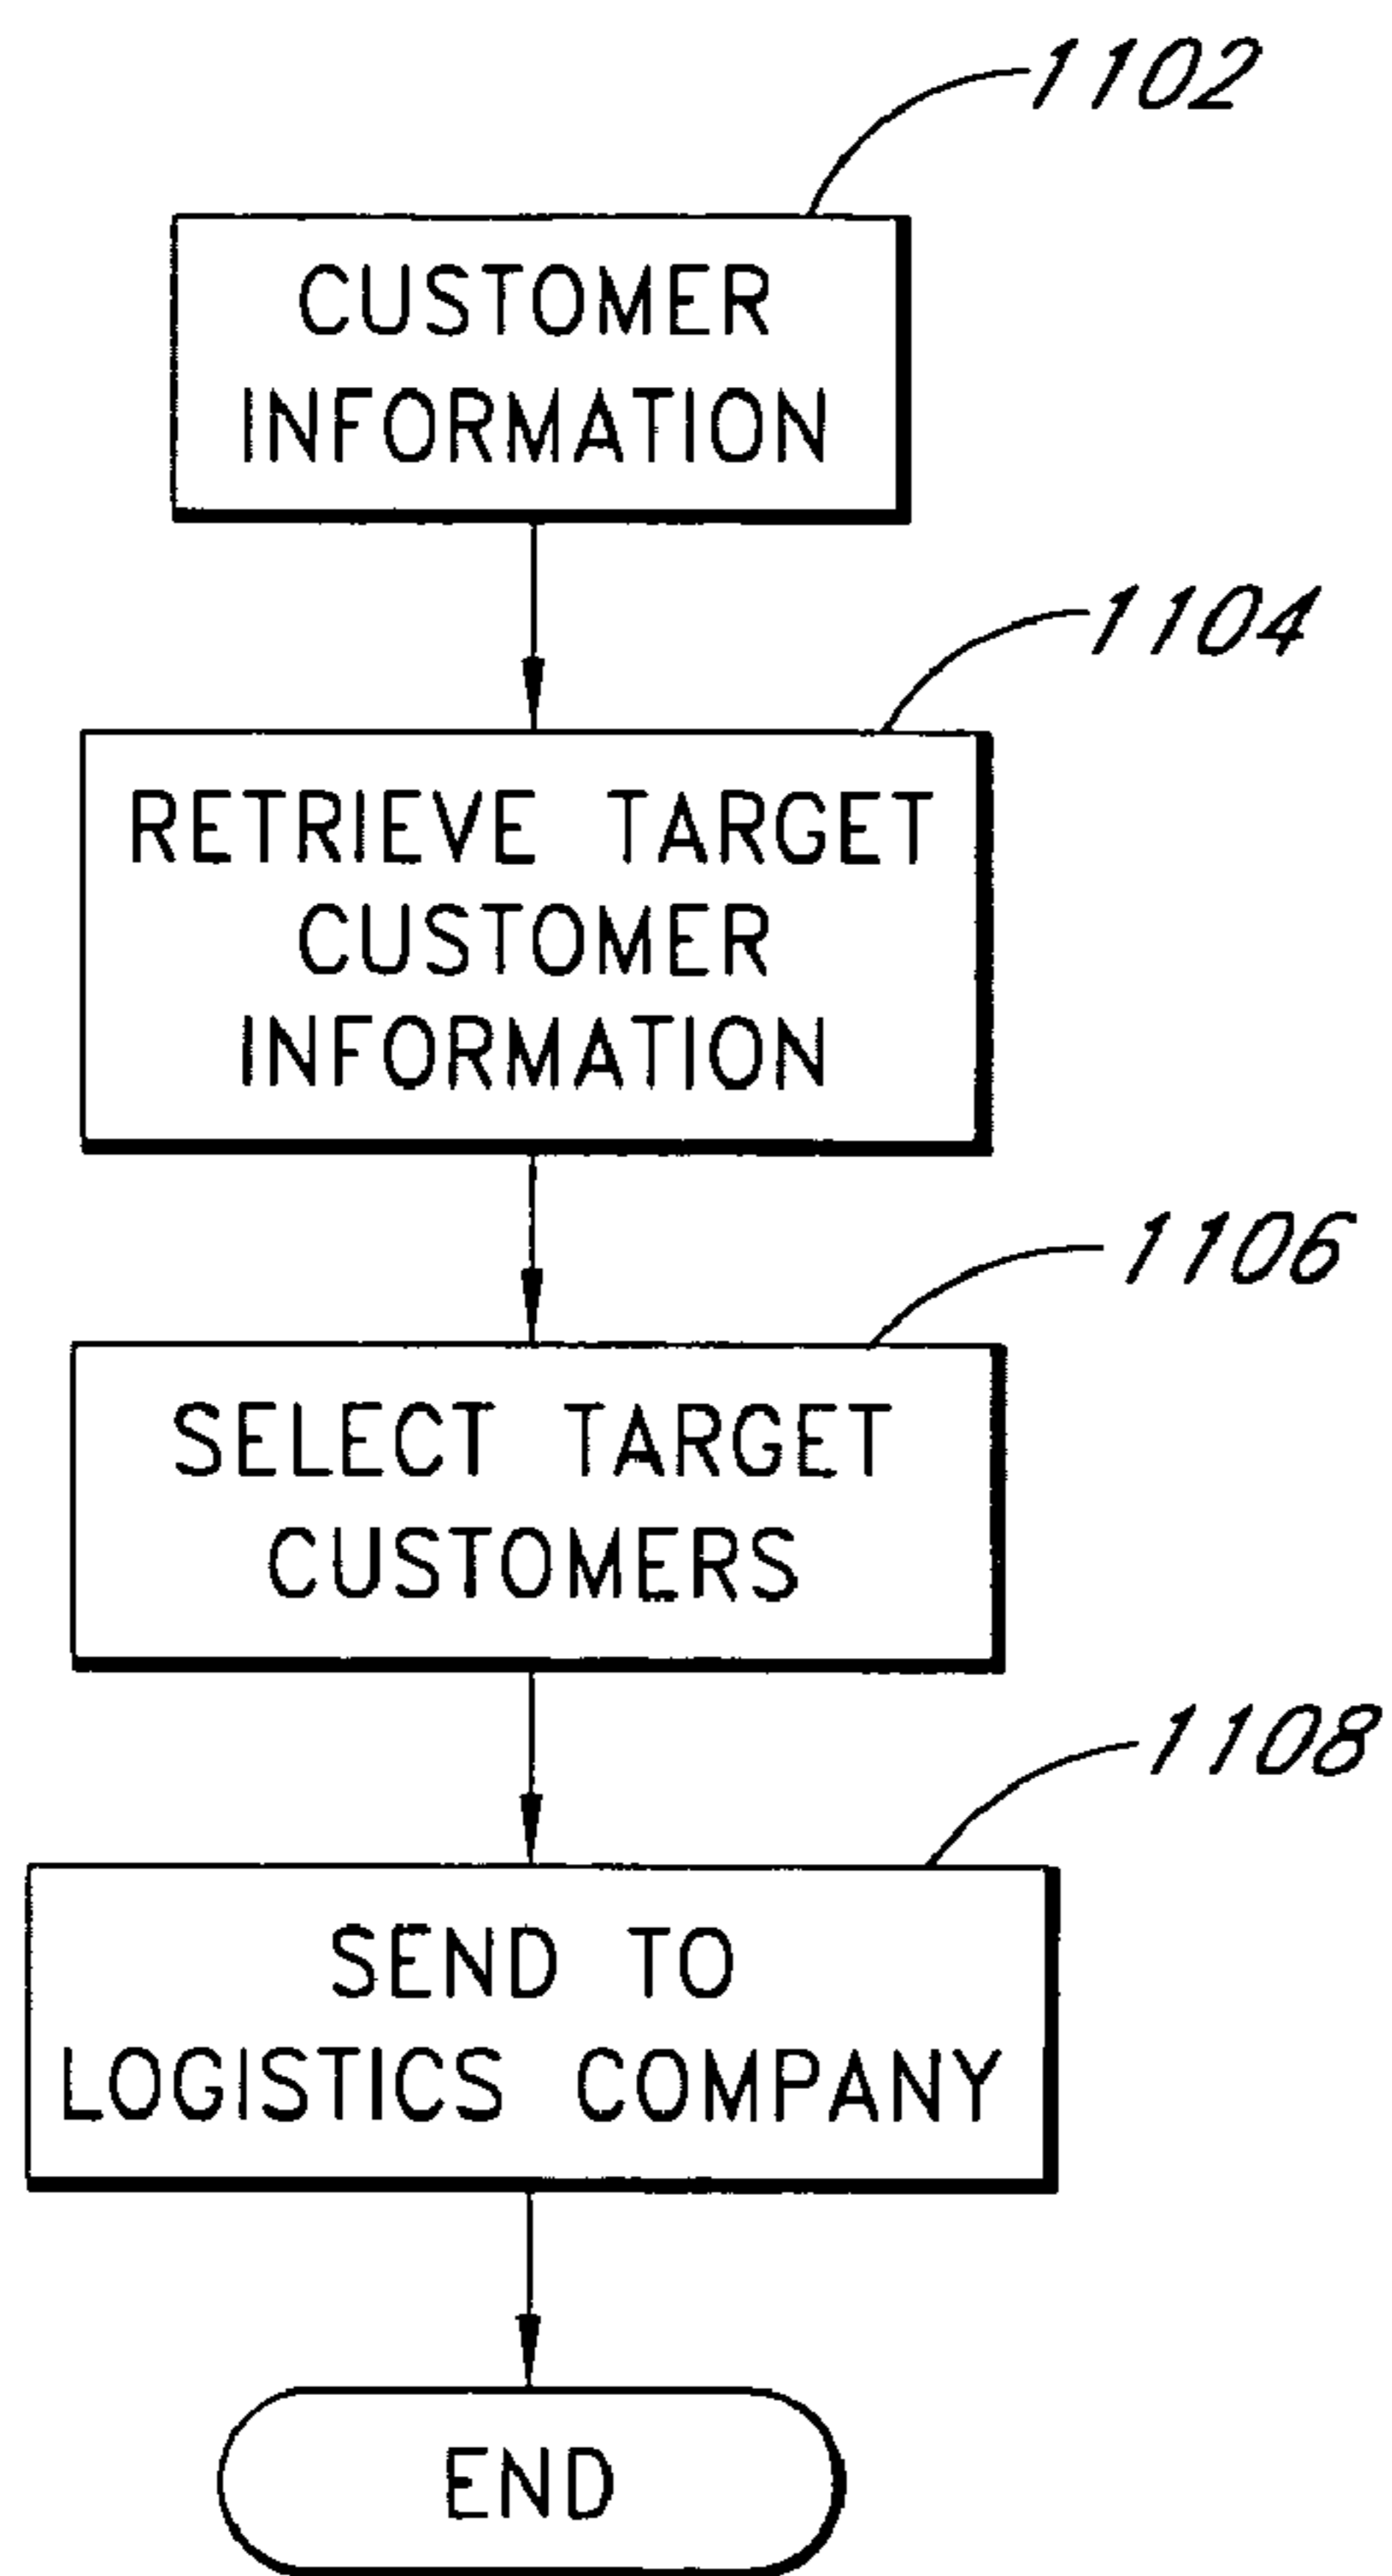 1102
CUSTOMER
INFORMATION
1104
RETRIEVE TARGET
CUSTOMER
INFORMATION
1106
SELECT TARGET
CUSTOMERS
1108
SEND TO
LOGISTICS COMPANY
END